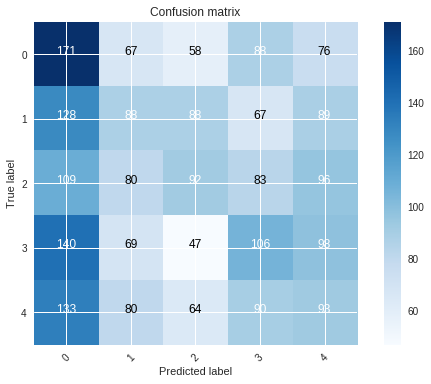 Confusion matrix
0 171 67 58 88 76
1 128 88 88 67 89
2 109 80 92 83 96
3 140 69 47 106 98
4 133 80 64 90 93
0 1 2 3 4
True label
Predicted label
160
140
120
100
80
60